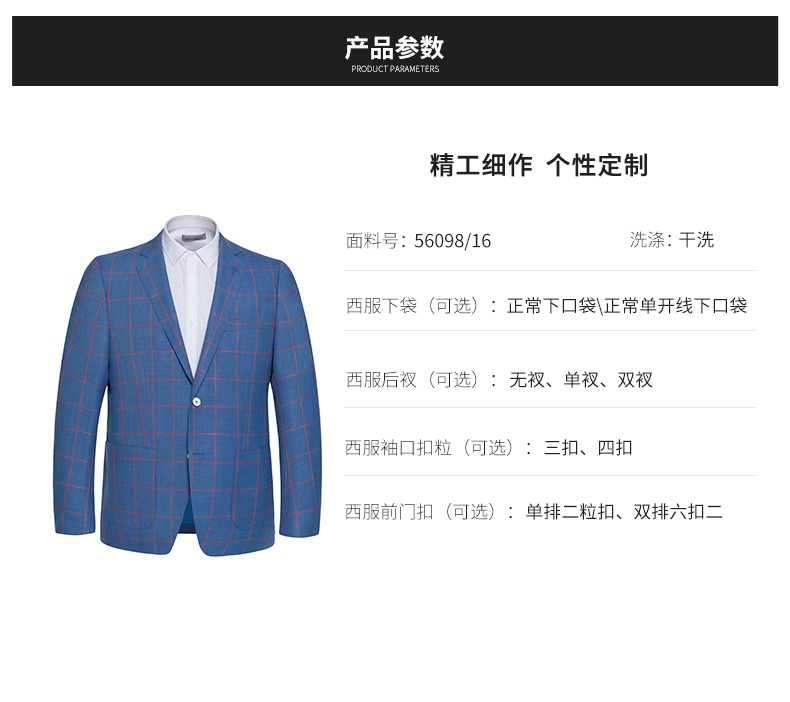 产品参数
PRODUCT PARAMETERS
精工细作 个性定制
面料号：56098/16 洗涤：干洗
西服下袋（可选）：正常下口袋\正常单开线下口袋
西服后衩（可选）：无衩、单衩、双衩
西服袖口扣粒（可选）：三扣、四扣
西服前门扣（可选）：单排二粒扣、双排六扣二